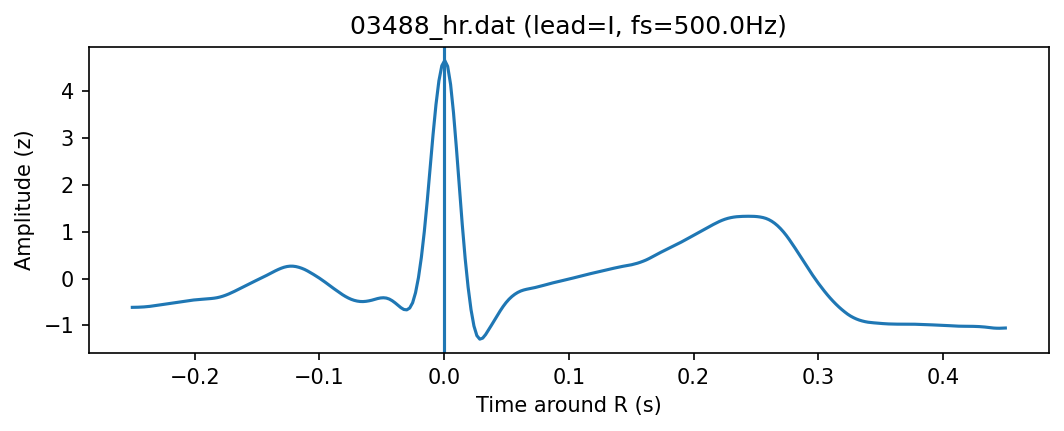 03488_hr.dat (lead=I, fs=500.0Hz)
Amplitude (z)
4
3
2
1
0
−1
−0.2 −0.1 0.0 0.1 0.2 0.3 0.4
Time around R (s)